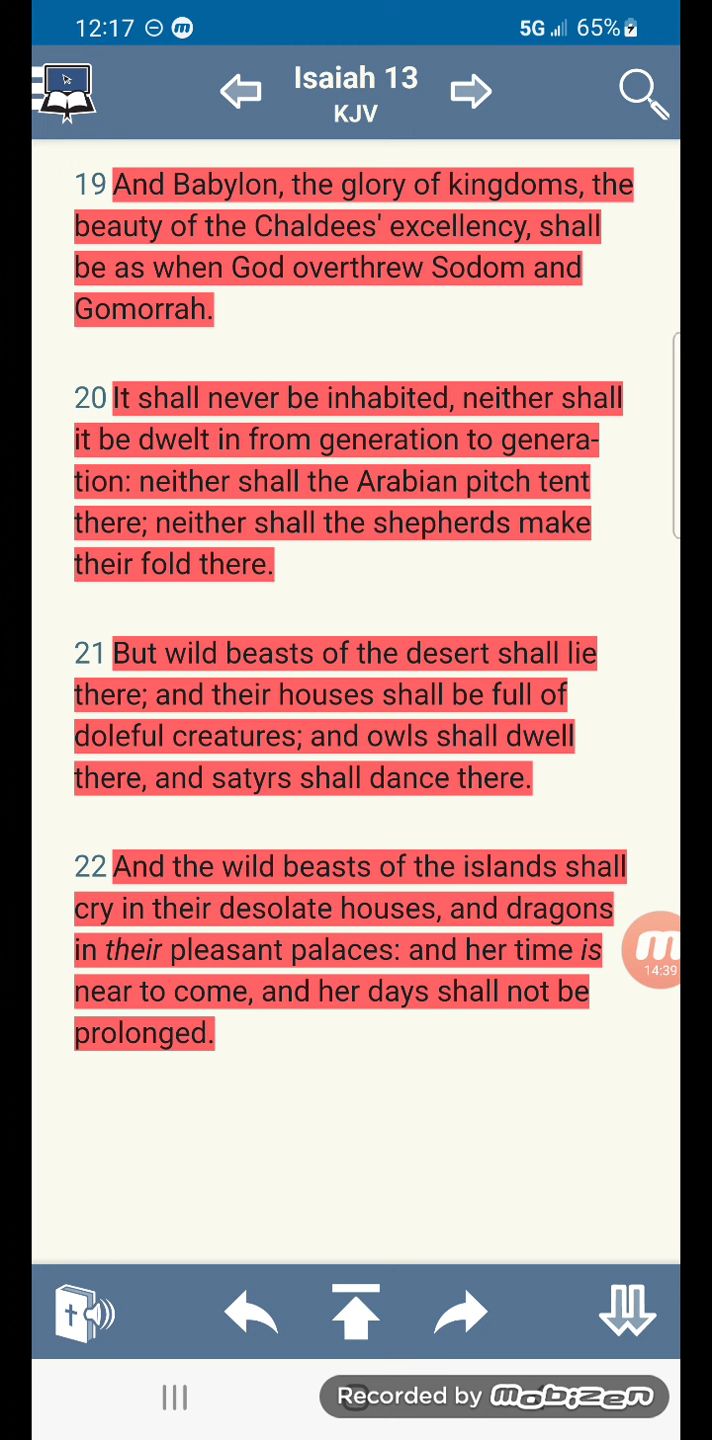 12:17
5G 65%
Isaiah 13
KJV
19 And Babylon, the glory of kingdoms, the
beauty of the Chaldees' excellency, shall
be as when God overthrew Sodom and
Gomorrah.
20 It shall never be inhabited, neither shall
it be dwelt in from generation to genera-
tion: neither shall the Arabian pitch tent
there; neither shall the shepherds make
their fold there.
21 But wild beasts of the desert shall lie
there; and their houses shall be full of
doleful creatures; and owls shall dwell
there, and satyrs shall dance there.
22 And the wild beasts of the islands shall
cry in their desolate houses, and dragons
in their pleasant palaces: and her time is
near to come, and her days shall not be
prolonged.
m
14:39
Recorded by mobizen